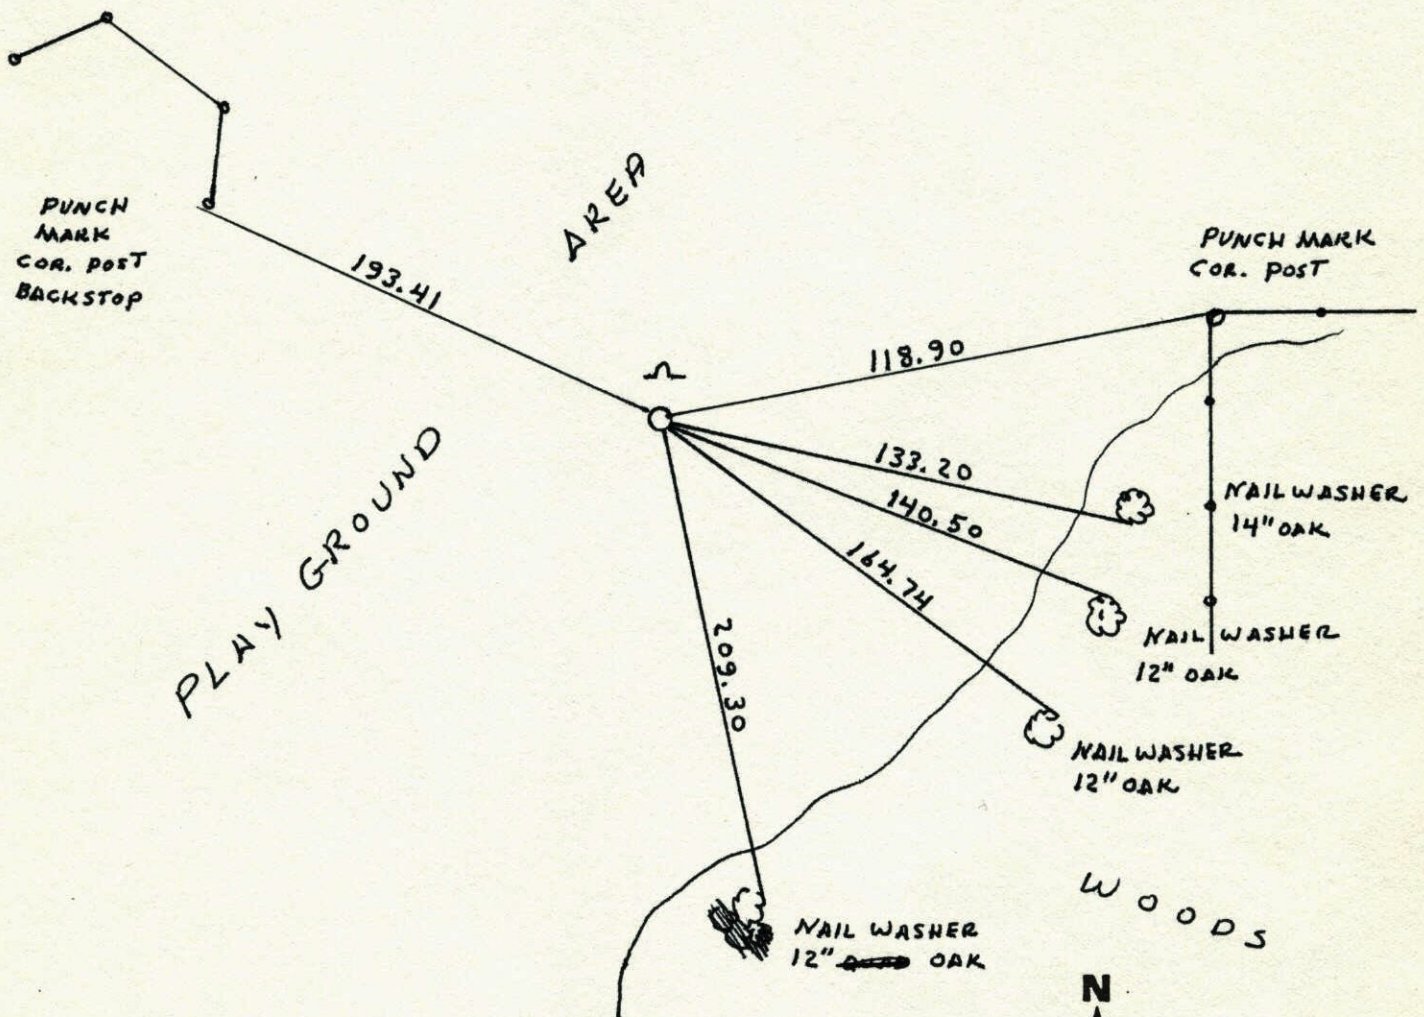 PUNCH
MARK
COR. POST
BACKSTOP
193.41
AREA
PUNCH MARK
COR. POST
118.90
133.20
140.50
164.74
209.30
PLAY GROUND
NAIL WASHER
14" OAK
NAIL WASHER
12" OAK
NAIL WASHER
12" OAK
NAIL WASHER
12" OAK
WOODS
N